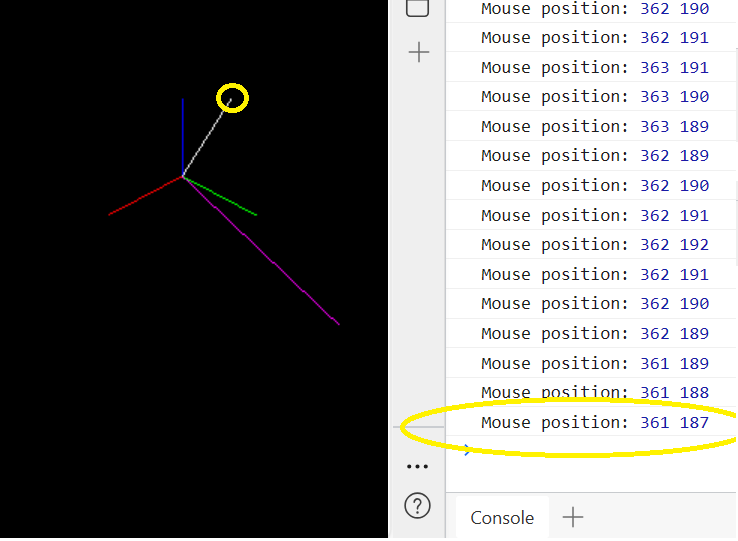 Mouse position: 362 190
Mouse position: 362 191
Mouse position: 363 191
Mouse position: 363 190
Mouse position: 363 189
Mouse position: 362 189
Mouse position: 362 190
Mouse position: 362 191
Mouse position: 362 192
Mouse position: 362 191
Mouse position: 362 190
Mouse position: 362 189
Mouse position: 361 189
Mouse position: 361 188
Mouse position: 361 187
Console